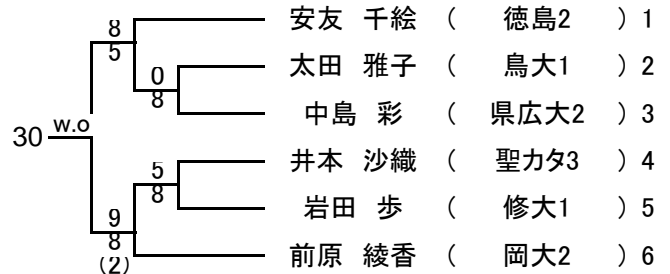 8 安友 千絵 ( 徳島2 ) 1
5
0 太田 雅子 ( 鳥大1 ) 2
8
中島 彩 ( 県広大2 ) 3
30 w.o
5 井本 沙織 ( 聖カタ3 ) 4
8
9 岩田 歩 ( 修大1 ) 5
8
(2) 前原 綾香 ( 岡大2 ) 6